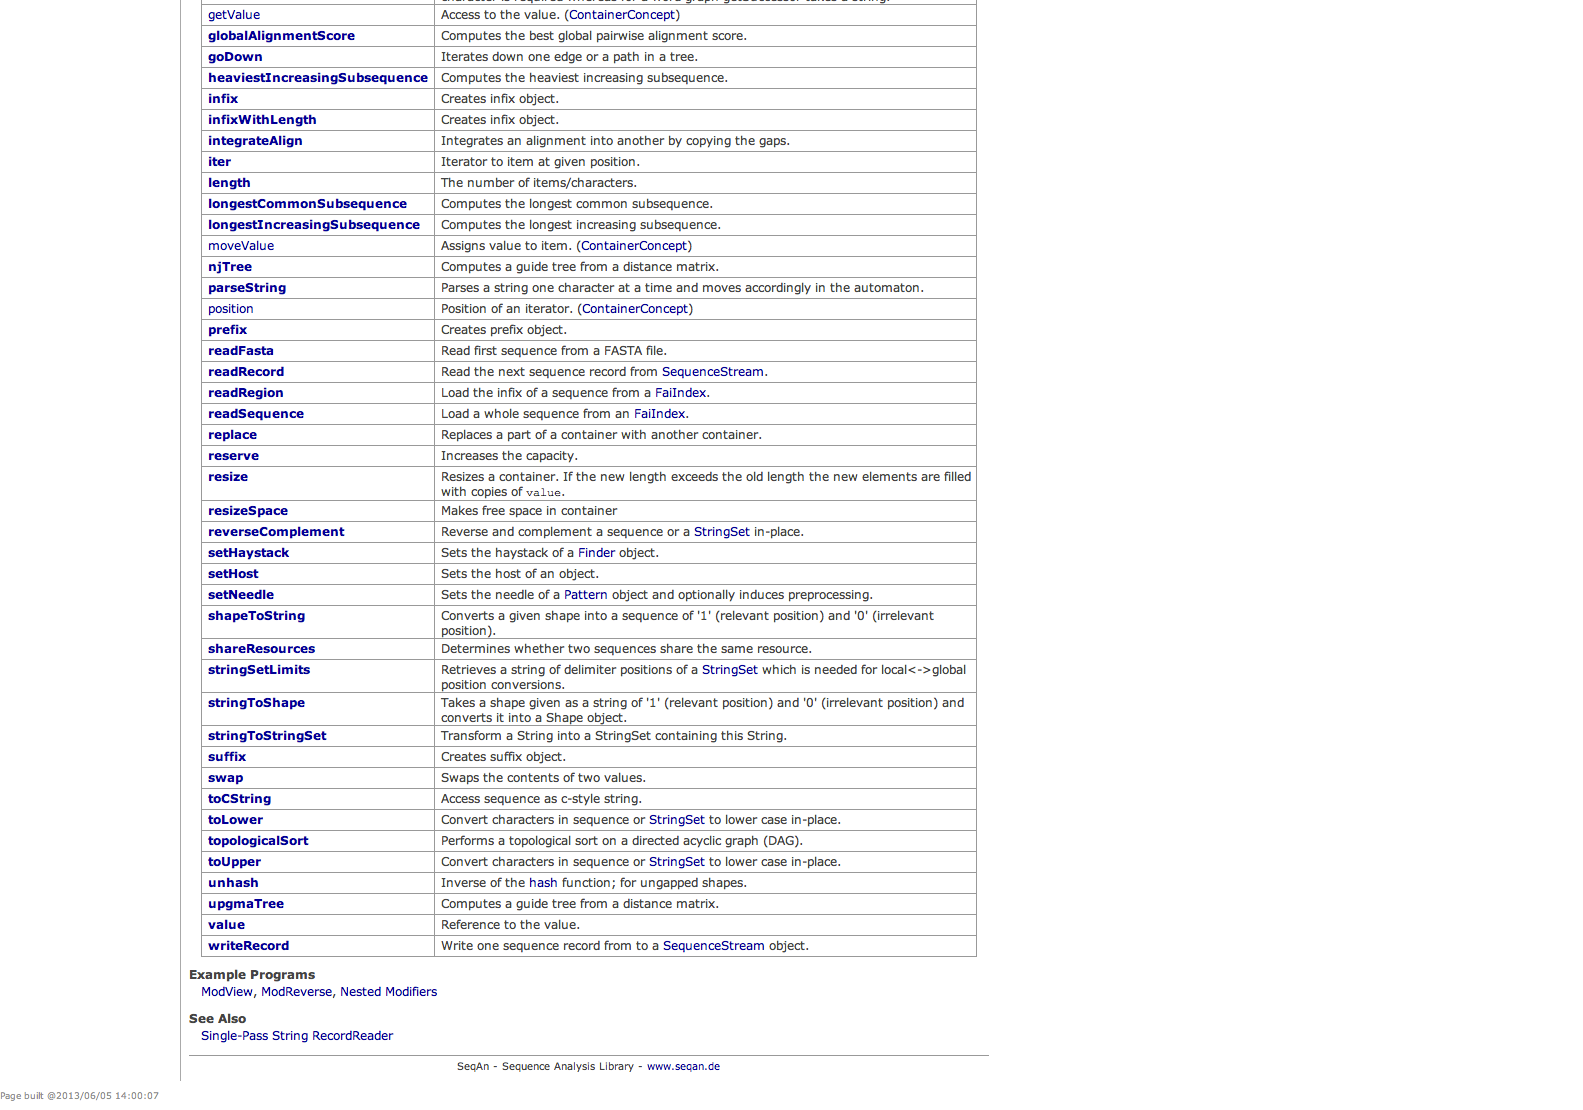 character is required whereas for a word graph getSuccessor takes a string.
getValue Access to the value. (ContainerConcept)
globalAlignmentScore Computes the best global pairwise alignment score.
goDown Iterates down one edge or a path in a tree.
heaviestIncreasingSubsequence Computes the heaviest increasing subsequence.
infix Creates infix object.
infixWithLength Creates infix object.
integrateAlign Integrates an alignment into another by copying the gaps.
iter Iterator to item at given position.
length The number of items/characters.
longestCommonSubsequence Computes the longest common subsequence.
longestIncreasingSubsequence Computes the longest increasing subsequence.
moveValue Assigns value to item. (ContainerConcept)
njTree Computes a guide tree from a distance matrix.
parseString Parses a string one character at a time and moves accordingly in the automaton.
position Position of an iterator. (ContainerConcept)
prefix Creates prefix object.
readFasta Read first sequence from a FASTA file.
readRecord Read the next sequence record from SequenceStream.
readRegion Load the infix of a sequence from a FaiIndex.
readSequence Load a whole sequence from an FaiIndex.
replace Replaces a part of a container with another container.
reserve Increases the capacity.
resize Resizes a container. If the new length exceeds the old length the new elements are filled
with copies of value.
resizeSpace Makes free space in container
reverseComplement Reverse and complement a sequence or a StringSet in-place.
setHaystack Sets the haystack of a Finder object.
setHost Sets the host of an object.
setNeedle Sets the needle of a Pattern object and optionally induces preprocessing.
shapeToString Converts a given shape into a sequence of '1' (relevant position) and '0' (irrelevant
position).
shareResources Determines whether two sequences share the same resource.
stringSetLimits Retrieves a string of delimiter positions of a StringSet which is needed for local<->global
position conversions.
stringToShape Takes a shape given as a string of '1' (relevant position) and '0' (irrelevant position) and
converts it into a Shape object.
stringToStringSet Transform a String into a StringSet containing this String.
suffix Creates suffix object.
swap Swaps the contents of two values.
toCString Access sequence as c-style string.
toLower Convert characters in sequence or StringSet to lower case in-place.
topologicalSort Performs a topological sort on a directed acyclic graph (DAG).
toUpper Convert characters in sequence or StringSet to lower case in-place.
unhash Inverse of the hash function; for ungapped shapes.
upgmaTree Computes a guide tree from a distance matrix.
value Reference to the value.
writeRecord Write one sequence record from to a SequenceStream object.
Example Programs
ModView, ModReverse, Nested Modifiers
See Also
Single-Pass String RecordReader
SeqAn - Sequence Analysis Library - www.seqan.de
Page built @2013/06/05 14:00:07